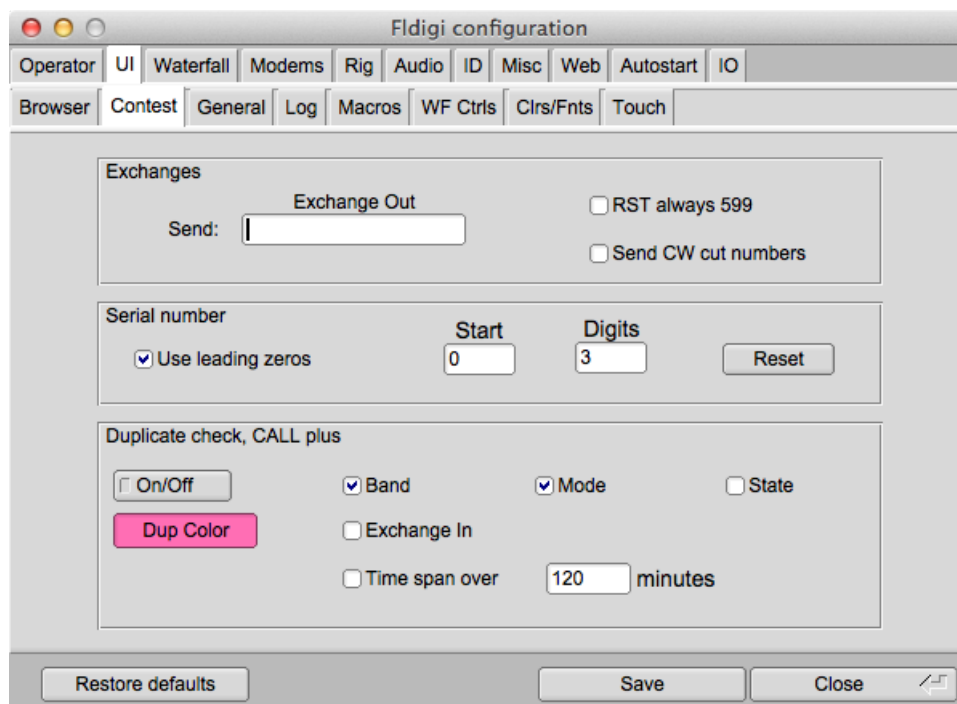 Fldigi configuration
Operator UI Waterfall Modems Rig Audio ID Misc Web Autostart IO
Browser Contest General Log Macros WF Ctrls Clrs/Fnts Touch
Exchanges
Exchange Out
RST always 599
Send:
Send CW cut numbers
Serial number
Start Digits
Use leading zeros 0 3 Reset
Duplicate check, CALL plus
On/Off Band Mode State
Dup Color Exchange In
Time span over 120 minutes
Restore defaults Save Close